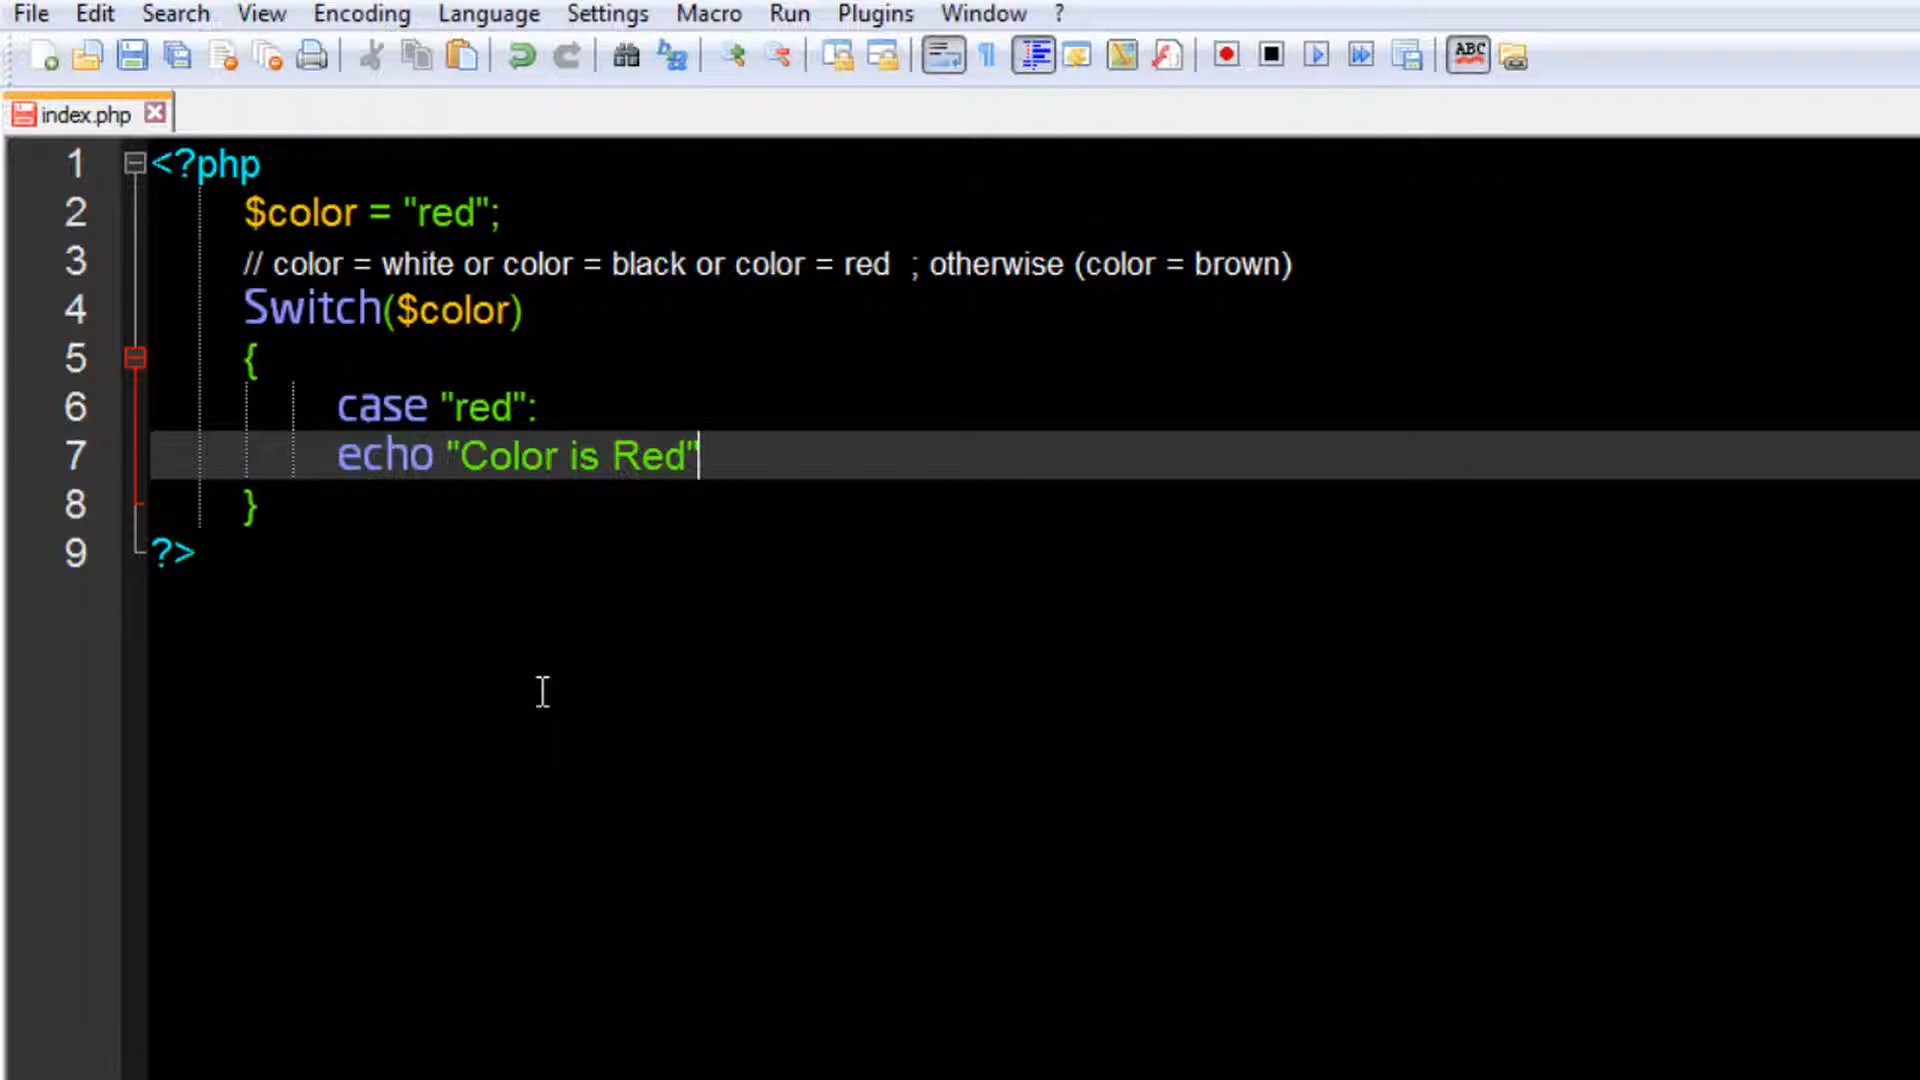 File Edit Search View Encoding Language Settings Macro Run Plugins Window ?
ABC
index.php
1 <?php
2 $color = "red";
3 // color = white or color = black or color = red  ; otherwise (color = brown)
4 Switch($color)
5 {
6 case "red":
7 echo "Color is Red"
8 }
9 ?>